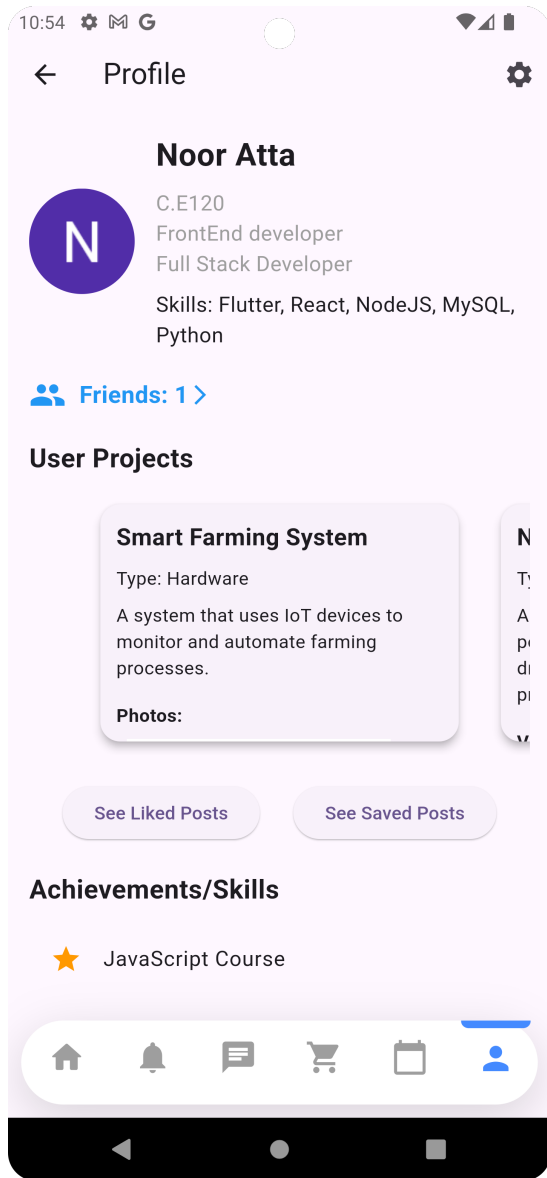 10:54
Profile
Noor Atta
N
C.E120
FrontEnd developer
Full Stack Developer
Skills: Flutter, React, NodeJS, MySQL,
Python
Friends: 1
User Projects
Smart Farming System
Type: Hardware
A system that uses IoT devices to
monitor and automate farming
processes.
Photos:
See Liked Posts
See Saved Posts
Achievements/Skills
JavaScript Course